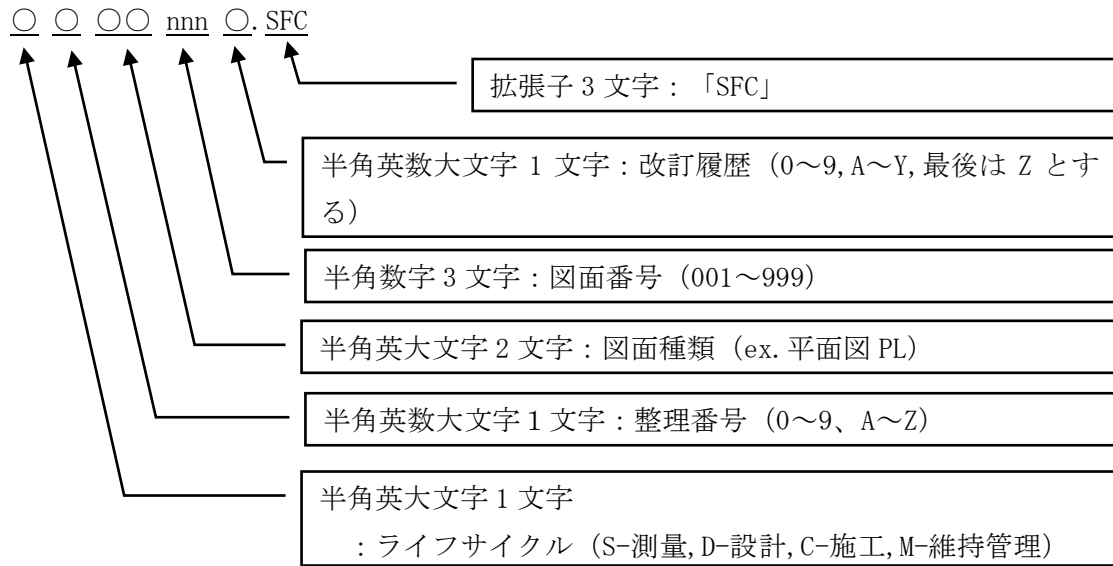 ○ ○ ○○ nnn ○.SFC
拡張子 3 文字：「SFC」
半角英数大文字 1 文字：改訂履歴（0～9,A～Y,最後は Z とす
る）
半角数字 3 文字：図面番号（001～999）
半角英大文字 2 文字：図面種類（ex.平面図 PL）
半角英数大文字１文字：整理番号（0～9、A～Z）
半角英大文字 1 文字
：ライフサイクル（S-測量,D-設計,C-施工,M-維持管理）